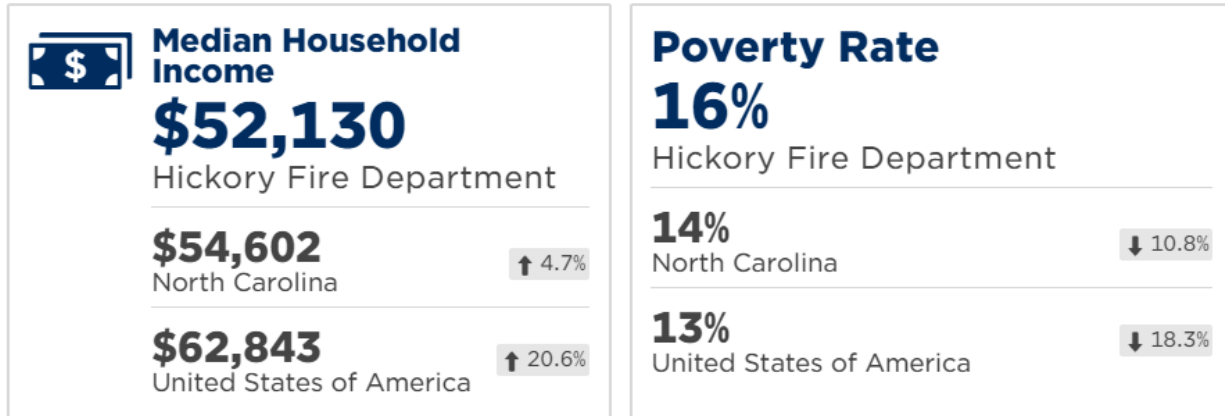 Median Household
Income
$52,130
Hickory Fire Department
$54,602
North Carolina
↑ 4.7%
$62,843
United States of America
↑ 20.6%
Poverty Rate
16%
Hickory Fire Department
14%
North Carolina
↓ 10.8%
13%
United States of America
↓ 18.3%